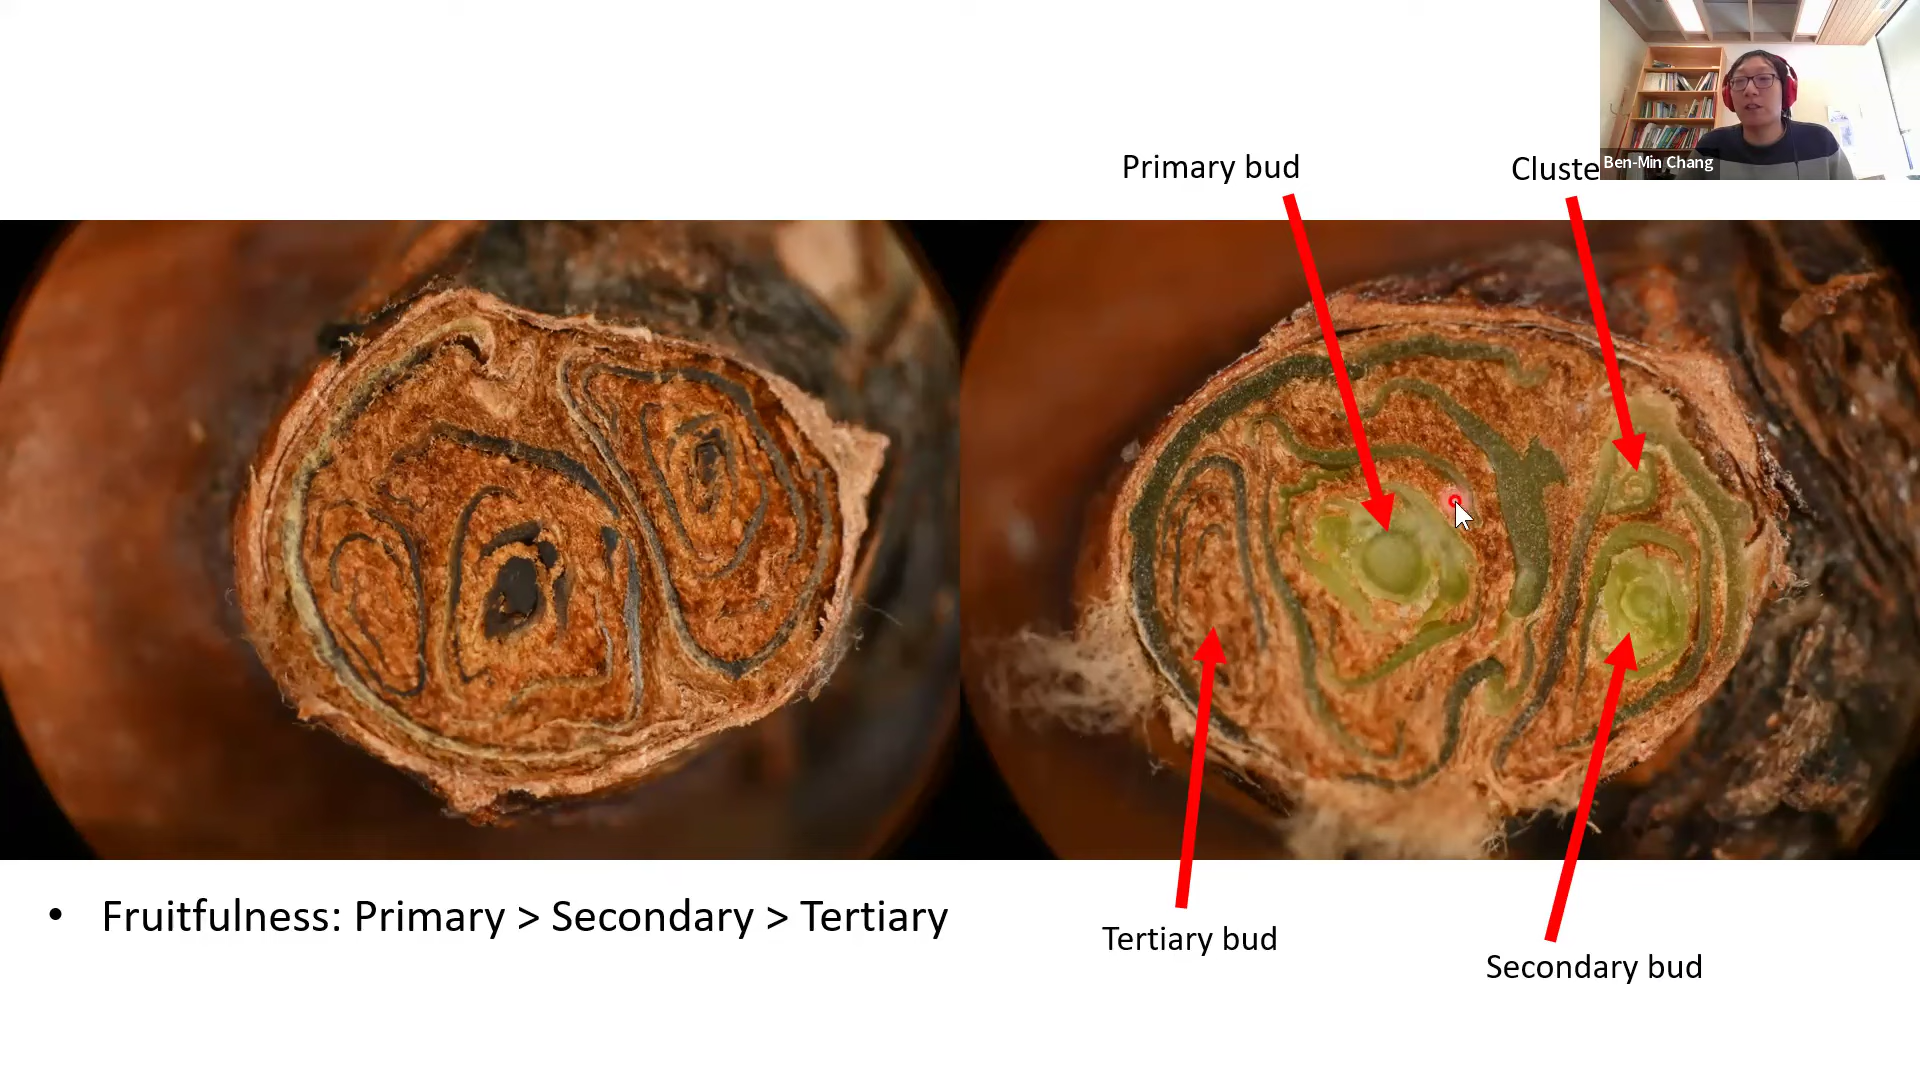 Primary bud
Cluste
Ben-Min Chang
• Fruitfulness: Primary > Secondary > Tertiary
Tertiary bud
Secondary bud